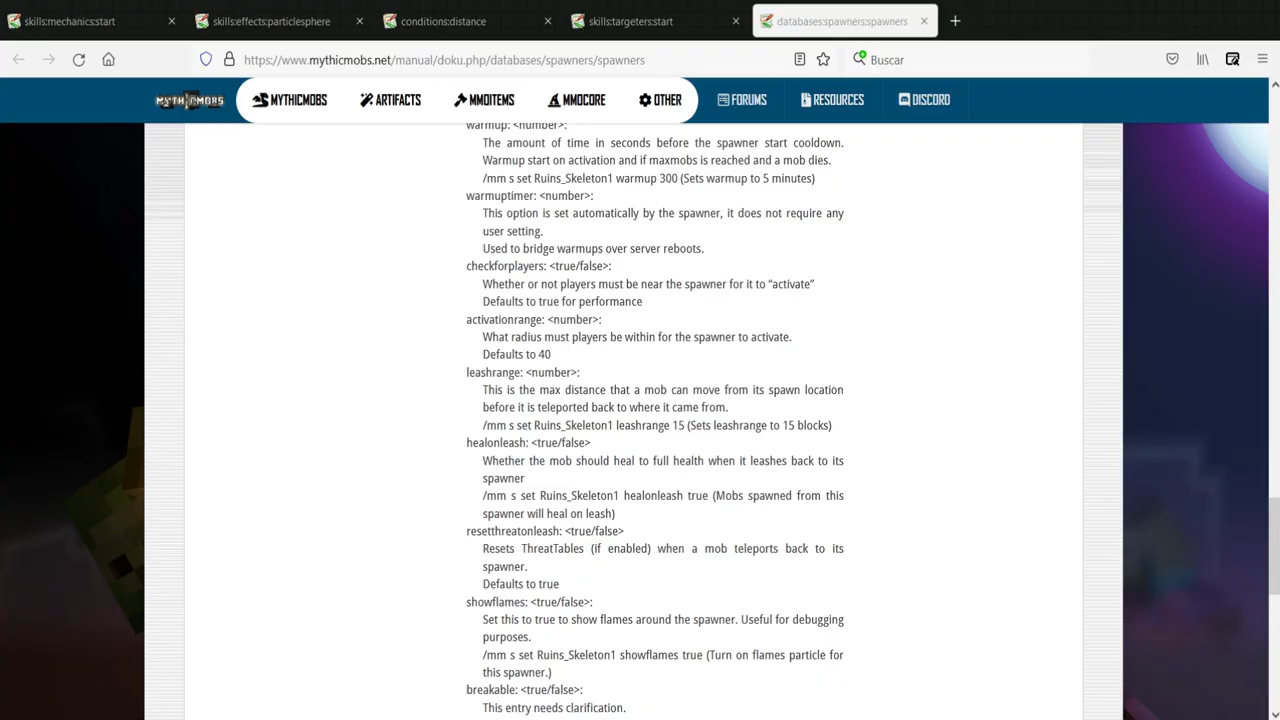 skills:mechanics:start
skills:effects:particlesphere
conditions:distance
skills:targeters:start
databases:spawners:spawners
https://www.mythicmobs.net/manual/doku.php/databases/spawners/spawners
Buscar
MYTHICMOBS
MYTHICMOBS
ARTIFACTS
MMOITEMS
MMOCORE
OTHER
FORUMS
RESOURCES
DISCORD
warmup: <number>:
The amount of time in seconds before the spawner start cooldown.
Warmup start on activation and if maxmobs is reached and a mob dies.
/mm s set Ruins_Skeleton1 warmup 300 (Sets warmup to 5 minutes)
warmuptimer: <number>:
This option is set automatically by the spawner, it does not require any
user setting.
Used to bridge warmups over server reboots.
checkforplayers: <true/false>:
Whether or not players must be near the spawner for it to “activate”
Defaults to true for performance
activationrange: <number>:
What radius must players be within for the spawner to activate.
Defaults to 40
leashrange: <number>:
This is the max distance that a mob can move from its spawn location
before it is teleported back to where it came from.
/mm s set Ruins_Skeleton1 leashrange 15 (Sets leashrange to 15 blocks)
healonleash: <true/false>
Whether the mob should heal to full health when it leashes back to its
spawner
/mm s set Ruins_Skeleton1 healonleash true (Mobs spawned from this
spawner will heal on leash)
resetthreatonleash: <true/false>
Resets ThreatTables (if enabled) when a mob teleports back to its
spawner.
Defaults to true
showflames: <true/false>:
Set this to true to show flames around the spawner. Useful for debugging
purposes.
/mm s set Ruins_Skeleton1 showflames true (Turn on flames particle for
this spawner.)
breakable: <true/false>:
This entry needs clarification.